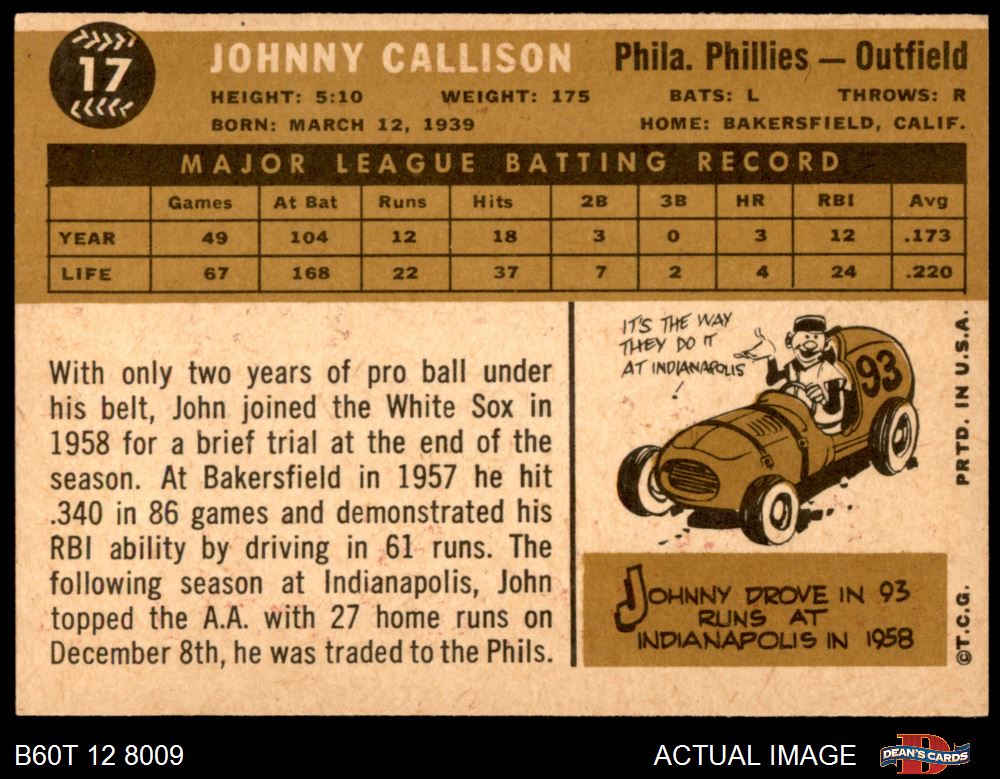 17
JOHNNY CALLISON
Phila. Phillies — Outfield
HEIGHT: 5:10 WEIGHT: 175 BATS: L THROWS: R
BORN: MARCH 12, 1939 HOME: BAKERSFIELD, CALIF.
MAJOR LEAGUE BATTING RECORD
Games At Bat Runs Hits 2B 3B HR RBI Avg
YEAR 49 104 12 18 3 0 3 12 .173
LIFE 67 168 22 37 7 2 4 24 .220
With only two years of pro ball under
his belt, John joined the White Sox in
1958 for a brief trial at the end of the
season. At Bakersfield in 1957 he hit
.340 in 86 games and demonstrated his
RBI ability by driving in 61 runs. The
following season at Indianapolis, John
topped the A.A. with 27 home runs on
December 8th, he was traded to the Phils.
IT'S THE WAY
THEY DO IT
AT INDIANAPOLIS
!
93
JOHNNY DROVE IN 93
RUNS AT
INDIANAPOLIS IN 1958
PRTD. IN U.S.A.
©T.C.G.
B60T 12 8009
ACTUAL IMAGE
D
DEAN'S CARDS